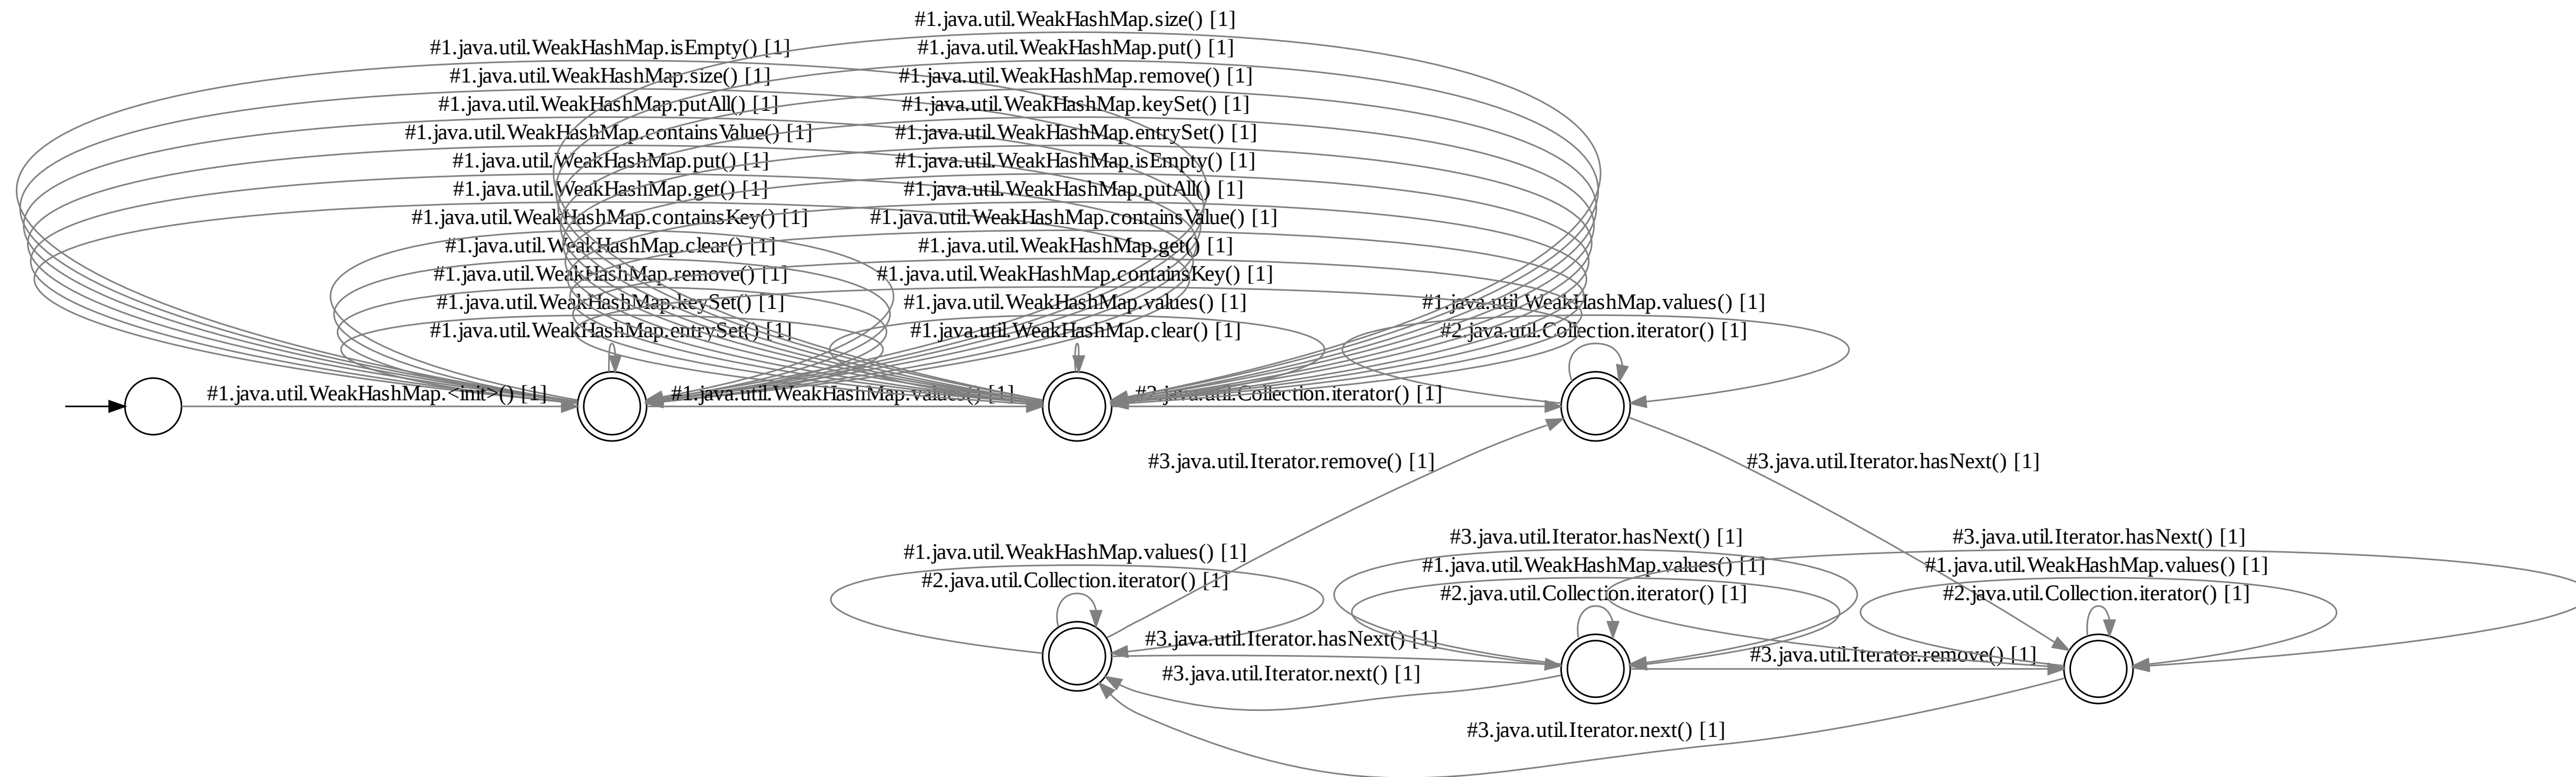 #1.java.util.WeakHashMap.size() [1]
#1.java.util.WeakHashMap.isEmpty() [1]
#1.java.util.WeakHashMap.put() [1]
#1.java.util.WeakHashMap.size() [1]
#1.java.util.WeakHashMap.remove() [1]
#1.java.util.WeakHashMap.putAll() [1]
#1.java.util.WeakHashMap.keySet() [1]
#1.java.util.WeakHashMap.containsValue() [1]
#1.java.util.WeakHashMap.entrySet() [1]
#1.java.util.WeakHashMap.put() [1]
#1.java.util.WeakHashMap.isEmpty() [1]
#1.java.util.WeakHashMap.get() [1]
#1.java.util.WeakHashMap.putAll() [1]
#1.java.util.WeakHashMap.containsKey() [1]
#1.java.util.WeakHashMap.containsValue() [1]
#1.java.util.WeakHashMap.clear() [1]
#1.java.util.WeakHashMap.get() [1]
#1.java.util.WeakHashMap.remove() [1]
#1.java.util.WeakHashMap.containsKey() [1]
#1.java.util.WeakHashMap.keySet() [1]
#1.java.util.WeakHashMap.values() [1]
#1.java.util.WeakHashMap.values() [1]
#1.java.util.WeakHashMap.entrySet() [1]
#1.java.util.WeakHashMap.clear() [1]
#2.java.util.Collection.iterator() [1]
#1.java.util.WeakHashMap.<init>() [1]
#1.java.util.WeakHashMap.values() [1]
#2.java.util.Collection.iterator() [1]
#3.java.util.Iterator.remove() [1]
#3.java.util.Iterator.hasNext() [1]
#3.java.util.Iterator.hasNext() [1]
#3.java.util.Iterator.hasNext() [1]
#1.java.util.WeakHashMap.values() [1]
#1.java.util.WeakHashMap.values() [1]
#1.java.util.WeakHashMap.values() [1]
#2.java.util.Collection.iterator() [1]
#2.java.util.Collection.iterator() [1]
#2.java.util.Collection.iterator() [1]
#3.java.util.Iterator.hasNext() [1]
#3.java.util.Iterator.remove() [1]
#3.java.util.Iterator.next() [1]
#3.java.util.Iterator.next() [1]